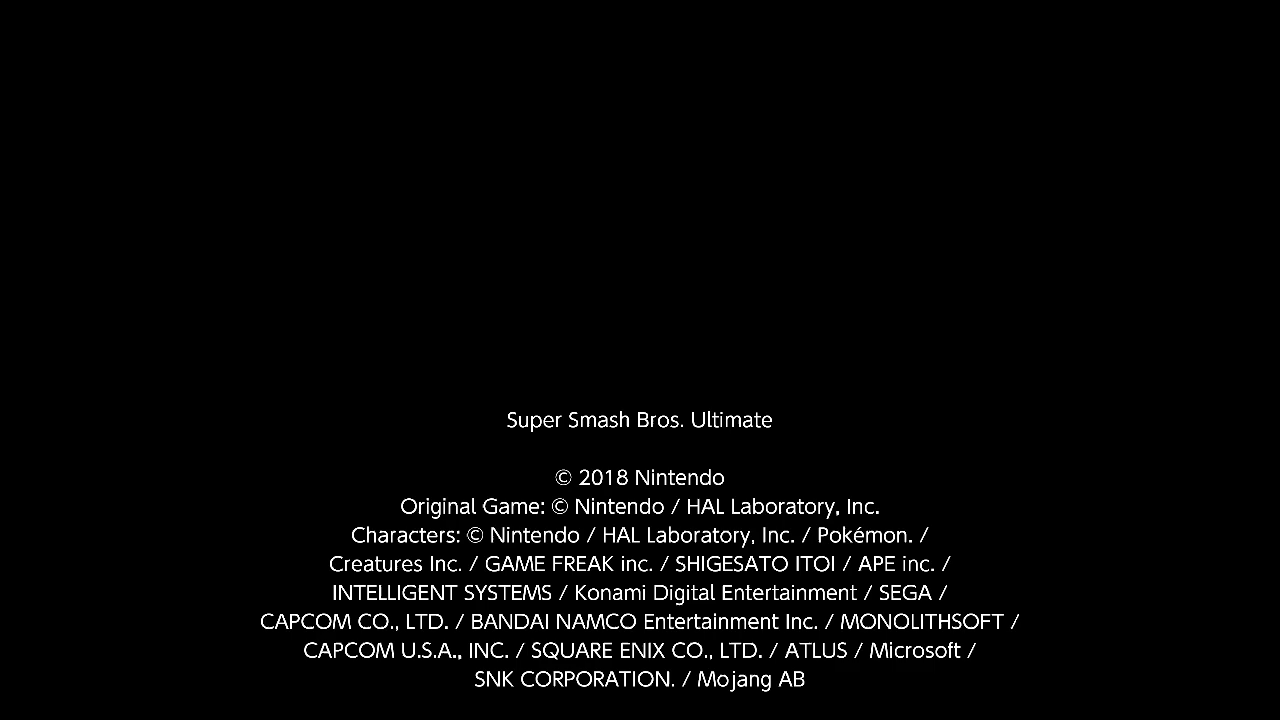 Super Smash Bros. Ultimate
© 2018 Nintendo
Original Game: © Nintendo / HAL Laboratory, Inc.
Characters: © Nintendo / HAL Laboratory, Inc. / Pokémon. /
Creatures Inc. / GAME FREAK inc. / SHIGESATO ITOI / APE inc. /
INTELLIGENT SYSTEMS / Konami Digital Entertainment / SEGA /
CAPCOM CO., LTD. / BANDAI NAMCO Entertainment Inc. / MONOLITHSOFT /
CAPCOM U.S.A., INC. / SQUARE ENIX CO., LTD. / ATLUS / Microsoft /
SNK CORPORATION. / Mojang AB